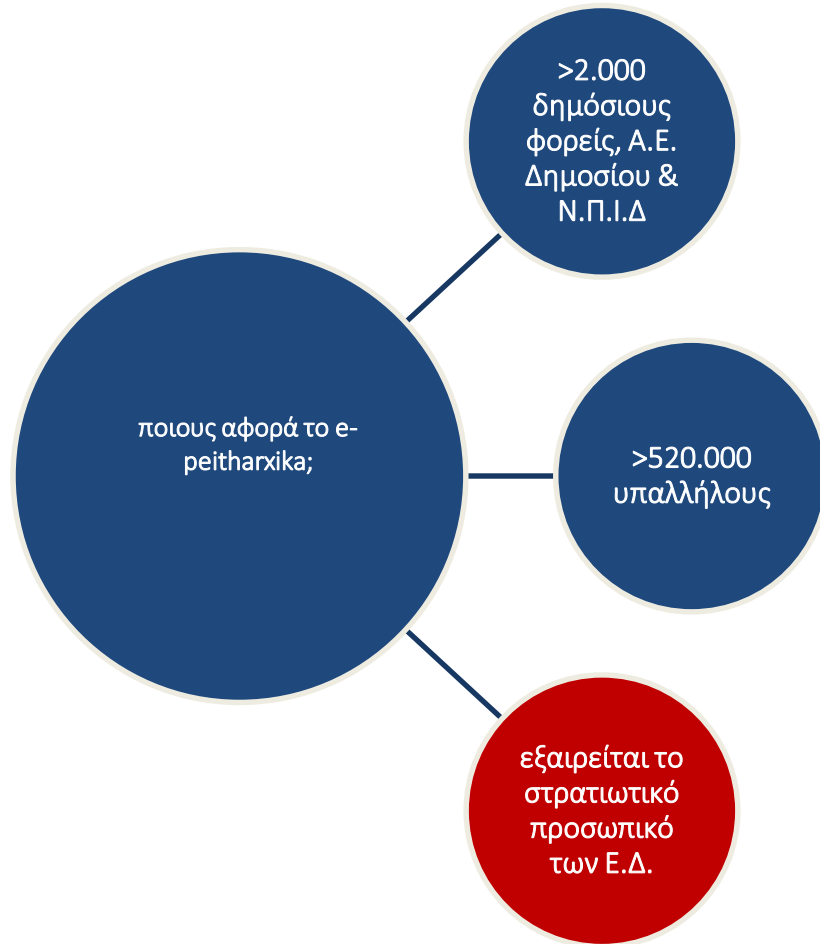 >2.000
δημόσιους
φορείς, Α.Ε.
Δημοσίου &
Ν.Π.Ι.Δ
ποιους αφορά το e-
peitharxika;
>520.000
υπαλλήλους
εξαιρείται το
στρατιωτικό
προσωπικό
των Ε.Δ.